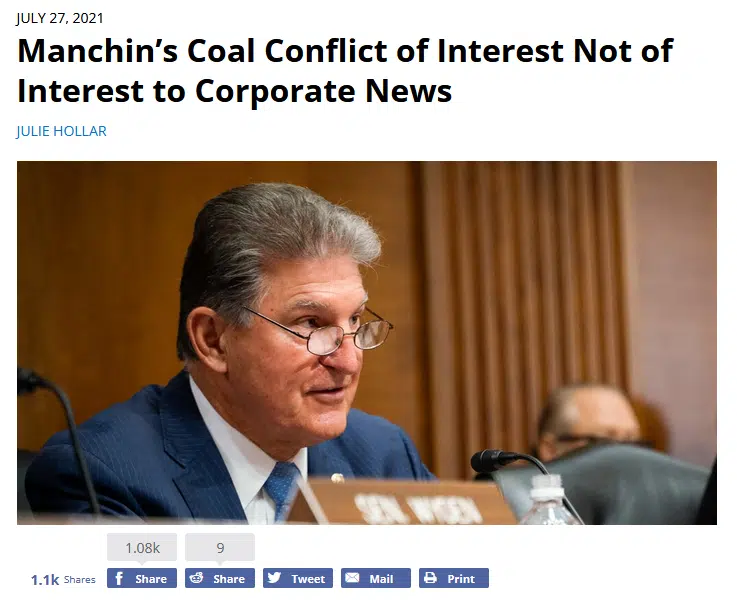 JULY 27, 2021
Manchin’s Coal Conflict of Interest Not of
Interest to Corporate News
JULIE HOLLAR
SEN.
1.08k
9
1.1k Shares
Share
Share
Tweet
Mail
Print